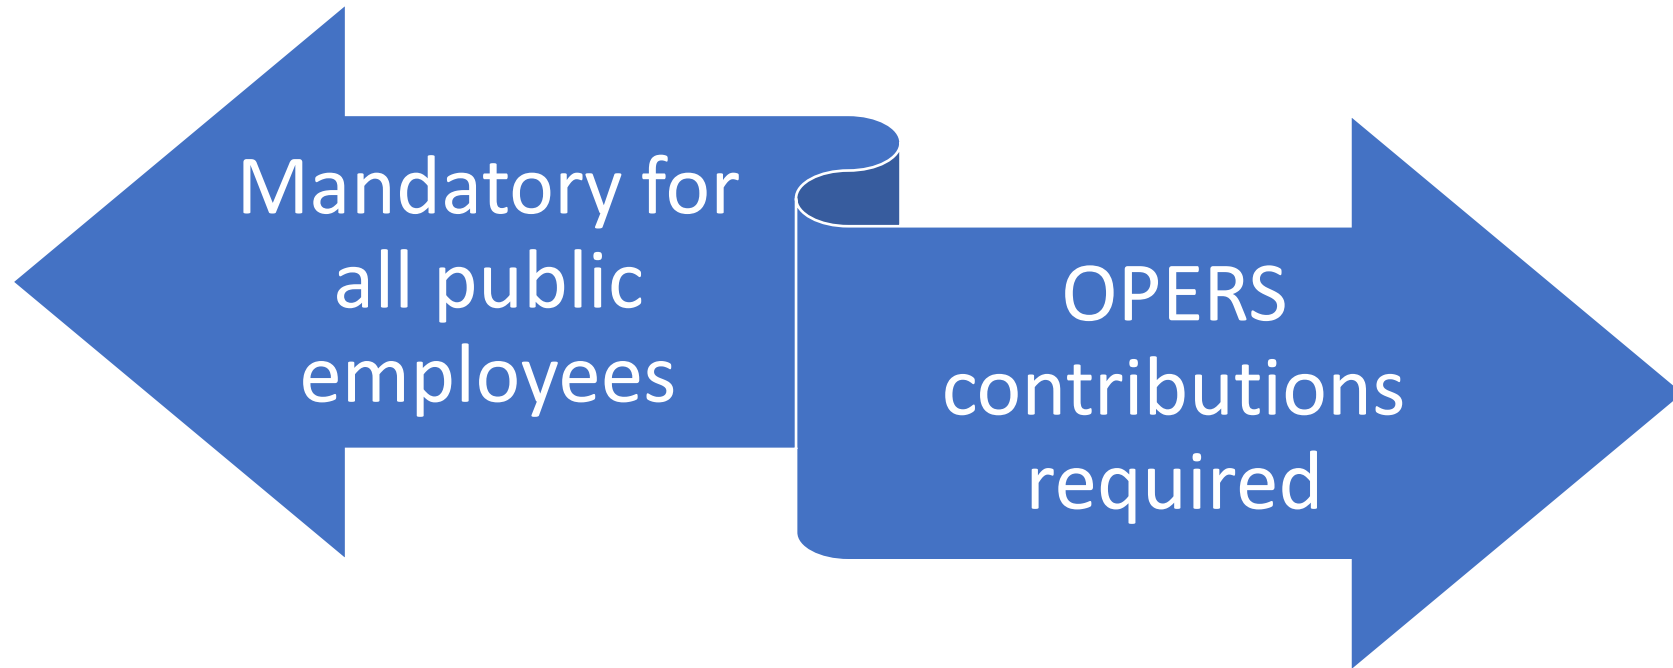 Mandatory for
all public
employees
OPERS
contributions
required